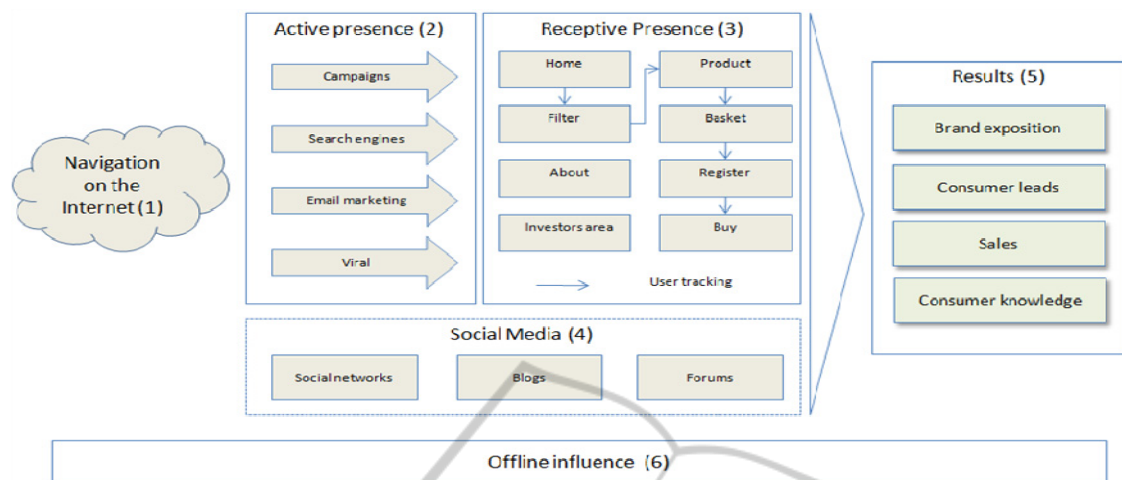 Navigation
on the
Internet (1)
Active presence (2)
Campaigns
Search engines
Email marketing
Viral
Receptive Presence (3)
Home
Filter
About
Investors area
Product
Basket
Register
Buy
User tracking
Social Media (4)
Social networks
Blogs
Forums
Results (5)
Brand exposition
Consumer leads
Sales
Consumer knowledge
Offline influence (6)